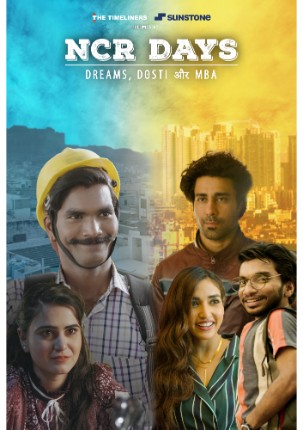 THE TIMELINERS SUNSTONE
NCR DAYS
DREAMS, DOSTI और MBA